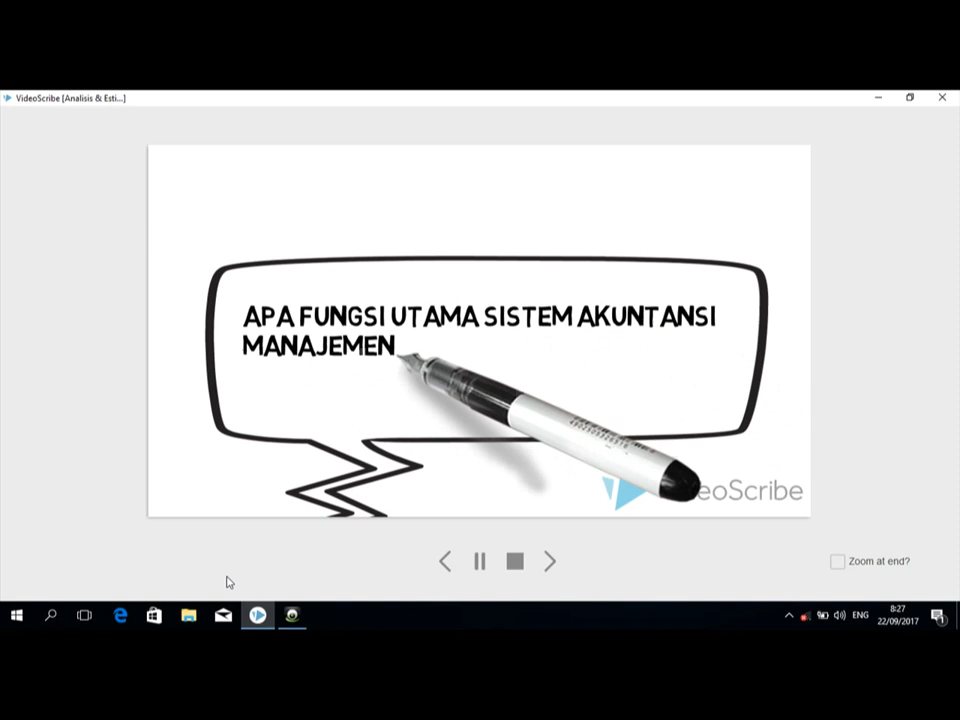 VideoScribe [Analisis & Esti...]
APA FUNGSI UTAMA SISTEM AKUNTANSI
MANAJEMEN
eoScribe
Zoom at end?
ENG
8:27
22/09/2017